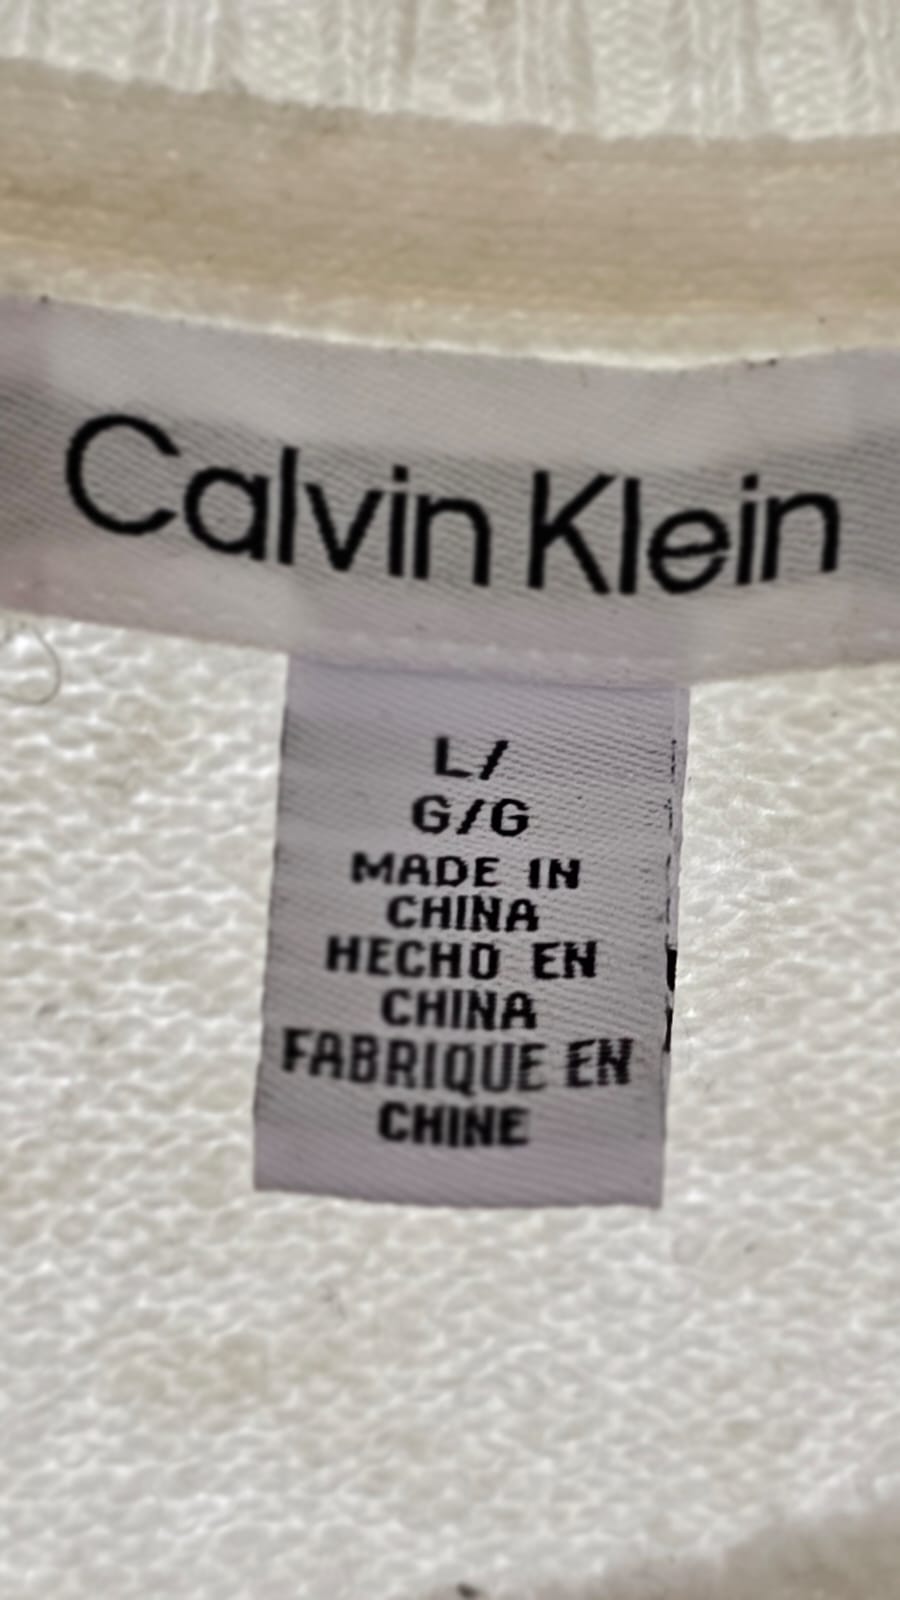 Calvin Klein
L/
G/G
MADE IN
CHINA
HECHO EN
CHINA
FABRIQUE EN
CHINE